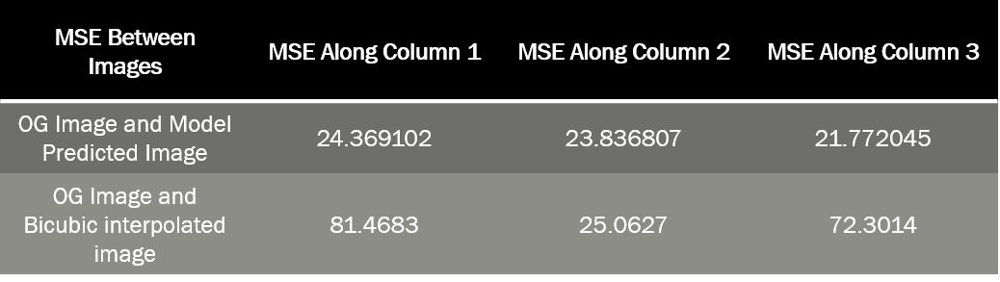 MSE Between
Images
MSE Along Column 1
MSE Along Column 2
MSE Along Column 3
OG Image and Model
Predicted Image
24.369102
23.836807
21.772045
OG Image and
Bicubic interpolated
image
81.4683
25.0627
72.3014